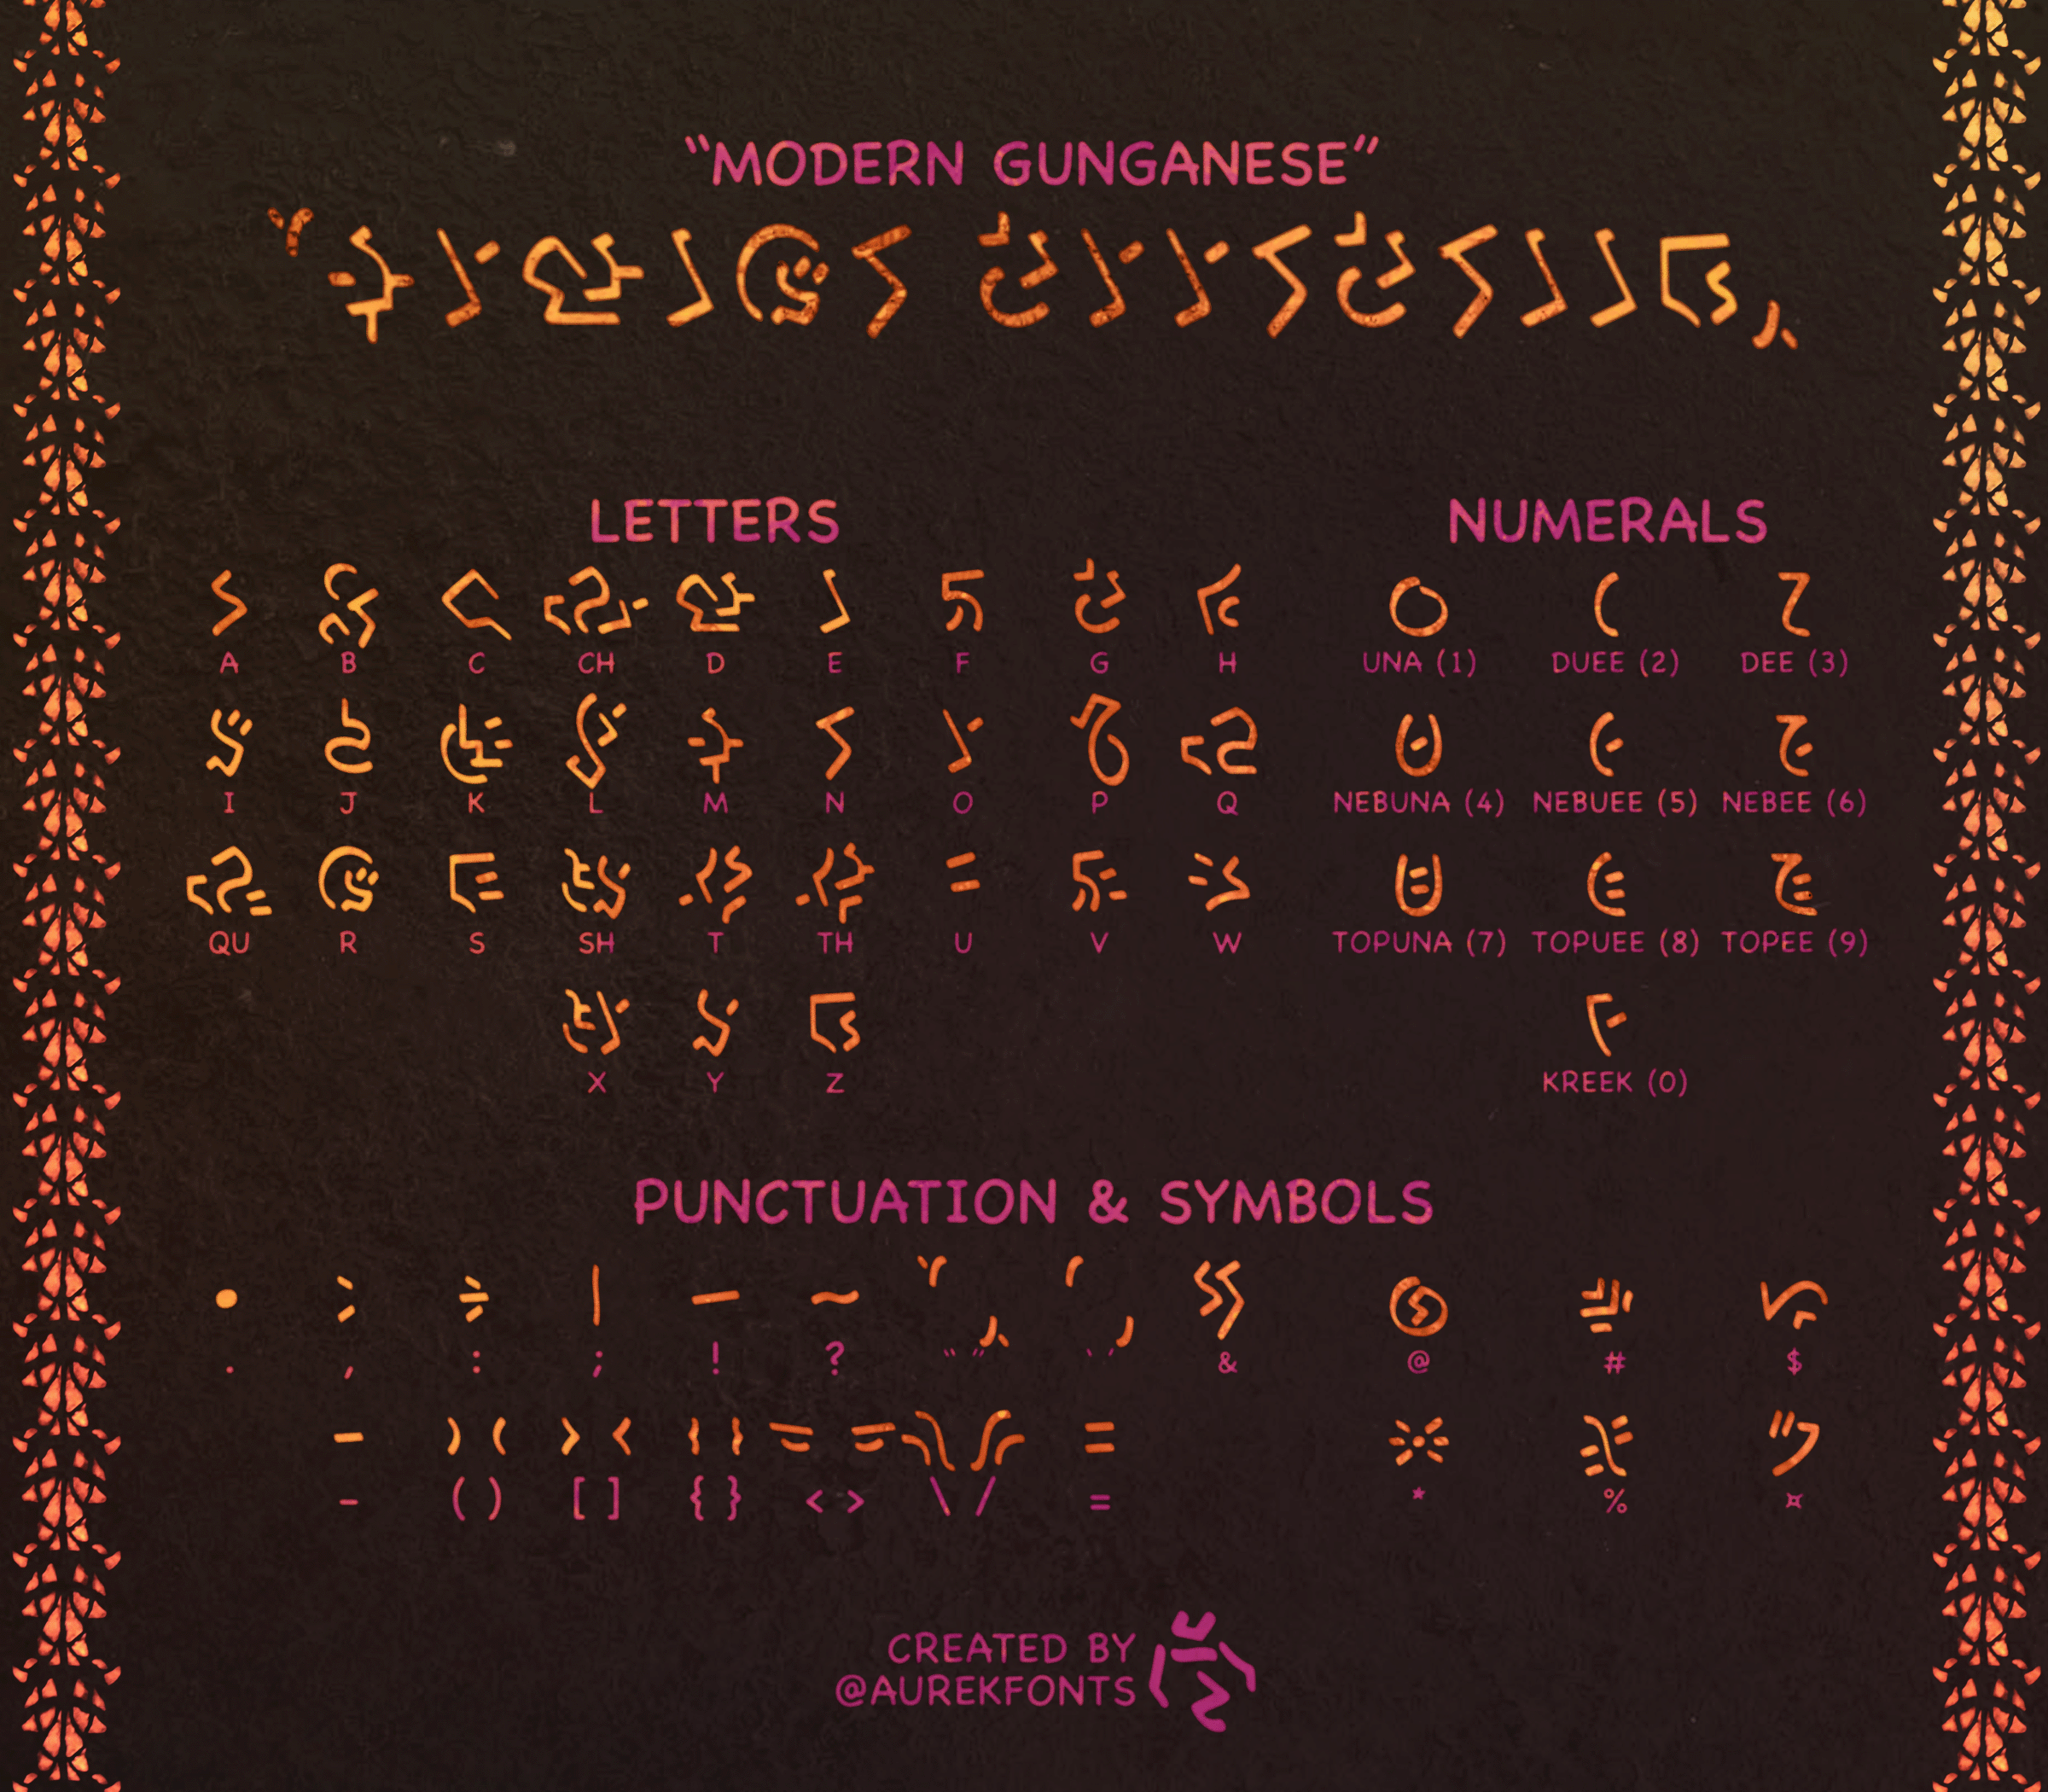 “MODERN GUNGANESE”
LETTERS
NUMERALS
A B C CH D E F G H
UNA (1) DUEE (2) DEE (3)
I J K L M N O P Q
NEBUNA (4) NEBUEE (5) NEBEE (6)
QU R S SH T TH U V W
TOPUNA (7) TOPUEE (8) TOPEE (9)
X Y Z
KREEK (0)
PUNCTUATION & SYMBOLS
. , : ; ! ? “ ” ‘ ’ & @ # $
- ( ) [ ] { } < > \ / = * % ¤
CREATED BY
@AUREKFONTS